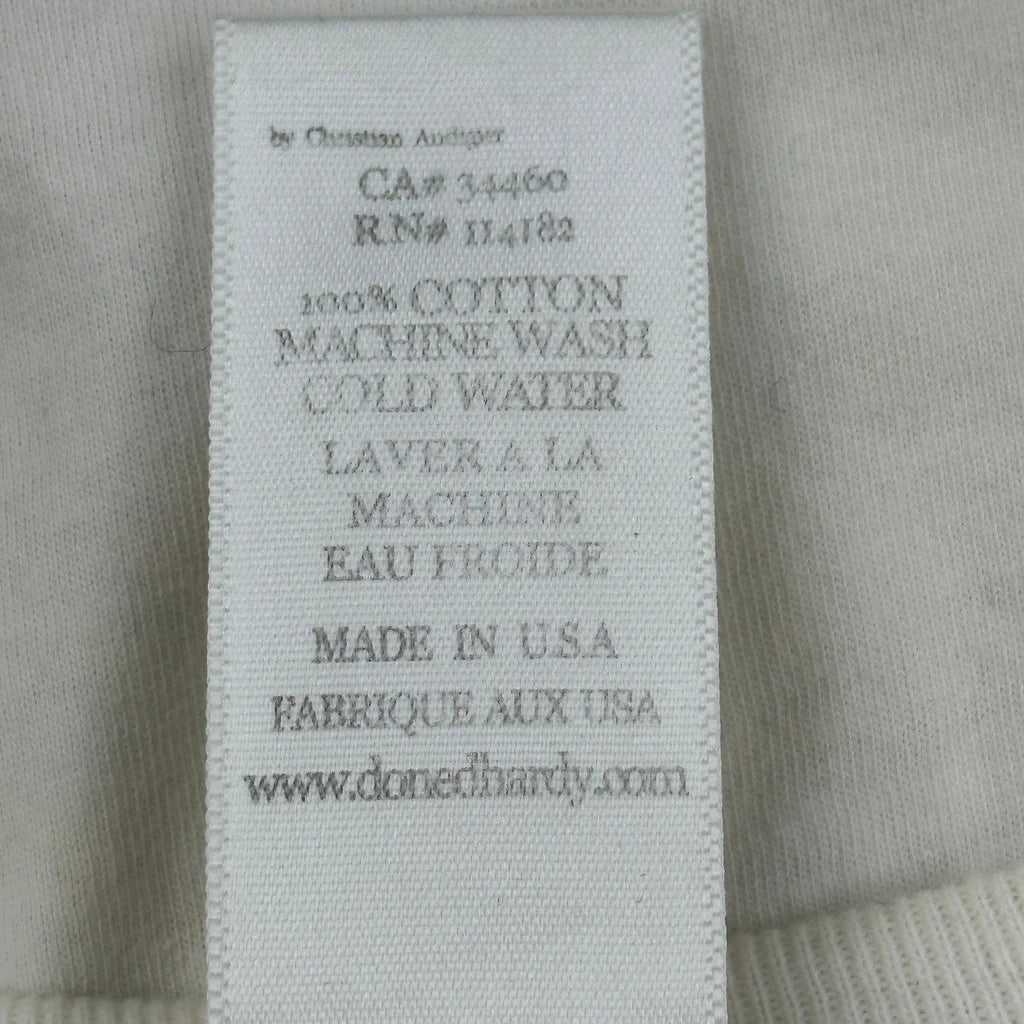 by Christian Audigier
CA# 34460
RN# 114182
100% COTTON
MACHINE WASH
COLD WATER
LAVER A LA
MACHINE
EAU FROIDE
MADE IN U.S.A
FABRIQUE AUX USA
www.donedhardy.com